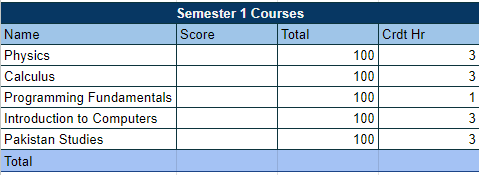 Semester 1 Courses
Name Score Total Crdt Hr
Physics 100 3
Calculus 100 3
Programming Fundamentals 100 1
Introduction to Computers 100 3
Pakistan Studies 100 3
Total